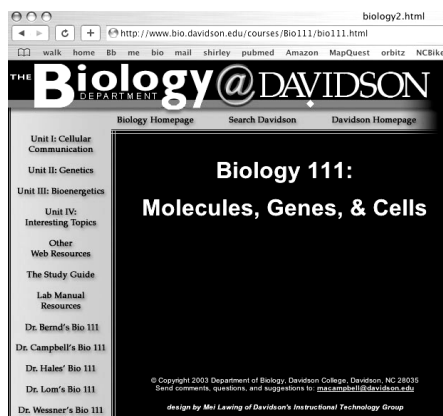 biology2.html
http://www.bio.davidson.edu/courses/Bio111/bio111.html
walk home Bb me bio mail shirley pubmed Amazon MapQuest orbitz NCBike
THE Biology @ DAVIDSON
DEPARTMENT
Biology Homepage Search Davidson Davidson Homepage
Unit I: Cellular
Communication
Unit II: Genetics
Unit III: Bioenergetics
Unit IV:
Interesting Topics
Other
Web Resources
The Study Guide
Lab Manual
Resources
Dr. Bernd's Bio 111
Dr. Campbell's Bio 111
Dr. Hales' Bio 111
Dr. Lom's Bio 111
Dr. Wessner's Bio 111
Biology 111:
Molecules, Genes, & Cells
© Copyright 2003 Department of Biology, Davidson College, Davidson, NC 28035
Send comments, questions, and suggestions to: macampbell@davidson.edu
design by Mei Lawing of Davidson's Instructional Technology Group